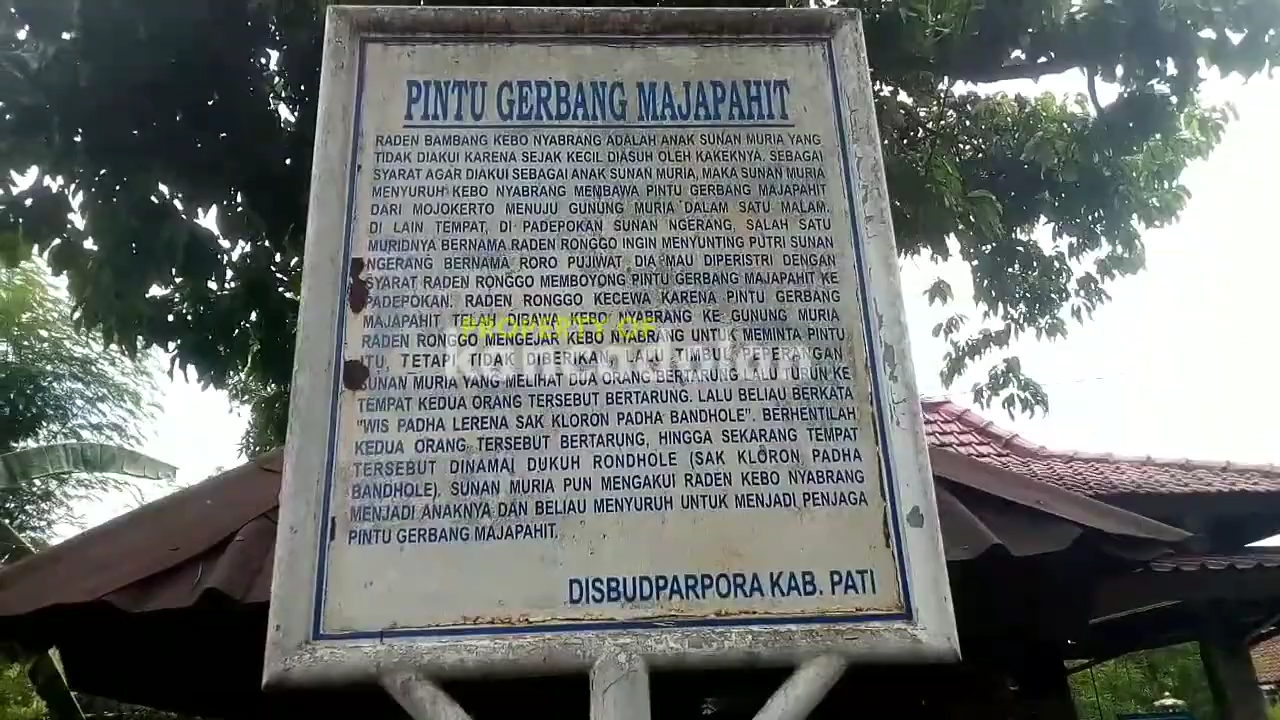 PINTU GERBANG MAJAPAHIT
RADEN BAMBANG KEBO NYABRANG ADALAH ANAK SUNAN MURIA YANG
TIDAK DIAKUI KARENA SEJAK KECIL DIASUH OLEH KAKEKNYA. SEBAGAI
SYARAT AGAR DIAKUI SEBAGAI ANAK SUNAN MURIA, MAKA SUNAN MURIA
MENYURUH KEBO NYABRANG MEMBAWA PINTU GERBANG MAJAPAHIT
DARI MOJOKERTO MENUJU GUNUNG MURIA DALAM SATU MALAM.
DI LAIN TEMPAT, DI PADEPOKAN SUNAN NGERANG, SALAH SATU
MURIDNYA BERNAMA RADEN RONGGO INGIN MENYUNTING PUTRI SUNAN
NGERANG BERNAMA RORO PUJIWAT, DIA MAU DIPERISTRI DENGAN
SYARAT RADEN RONGGO MEMBOYONG PINTU GERBANG MAJAPAHIT KE
PADEPOKAN. RADEN RONGGO KECEWA KARENA PINTU GERBANG
MAJAPAHIT TELAH DIBAWA KEBO NYABRANG KE GUNUNG MURIA
RADEN RONGGO MENGEJAR KEBO NYABRANG UNTUK MEMINTA PINTU
ITU, TETAPI TIDAK DIBERIKAN, LALU TIMBUL PEPERANGAN
SUNAN MURIA YANG MELIHAT DUA ORANG BERTARUNG LALU TURUN KE
TEMPAT KEDUA ORANG TERSEBUT BERTARUNG. LALU BELIAU BERKATA
"WIS PADHA LERENA SAK KLORON PADHA BANDHOLE". BERHENTILAH
KEDUA ORANG TERSEBUT BERTARUNG, HINGGA SEKARANG TEMPAT
TERSEBUT DINAMAI DUKUH RONDHOLE (SAK KLORON PADHA
BANDHOLE). SUNAN MURIA PUN MENGAKUI RADEN KEBO NYABRANG
MENJADI ANAKNYA DAN BELIAU MENYURUH UNTUK MENJADI PENJAGA
PINTU GERBANG MAJAPAHIT.
DISBUDPARPORA KAB. PATI
PROPERTY OF